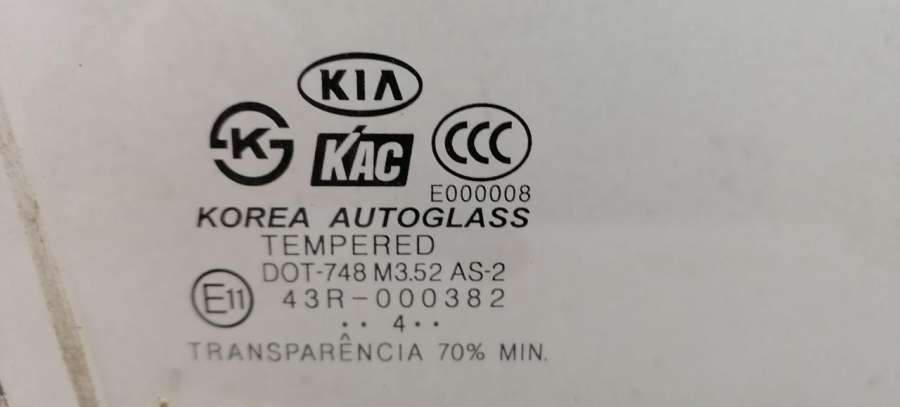 KIA
K
KAC
CCC
E000008
KOREA AUTOGLASS
TEMPERED
DOT-748 M3.52 AS-2
E11
43R-000382
•• 4••
TRANSPARÊNCIA 70% MIN.